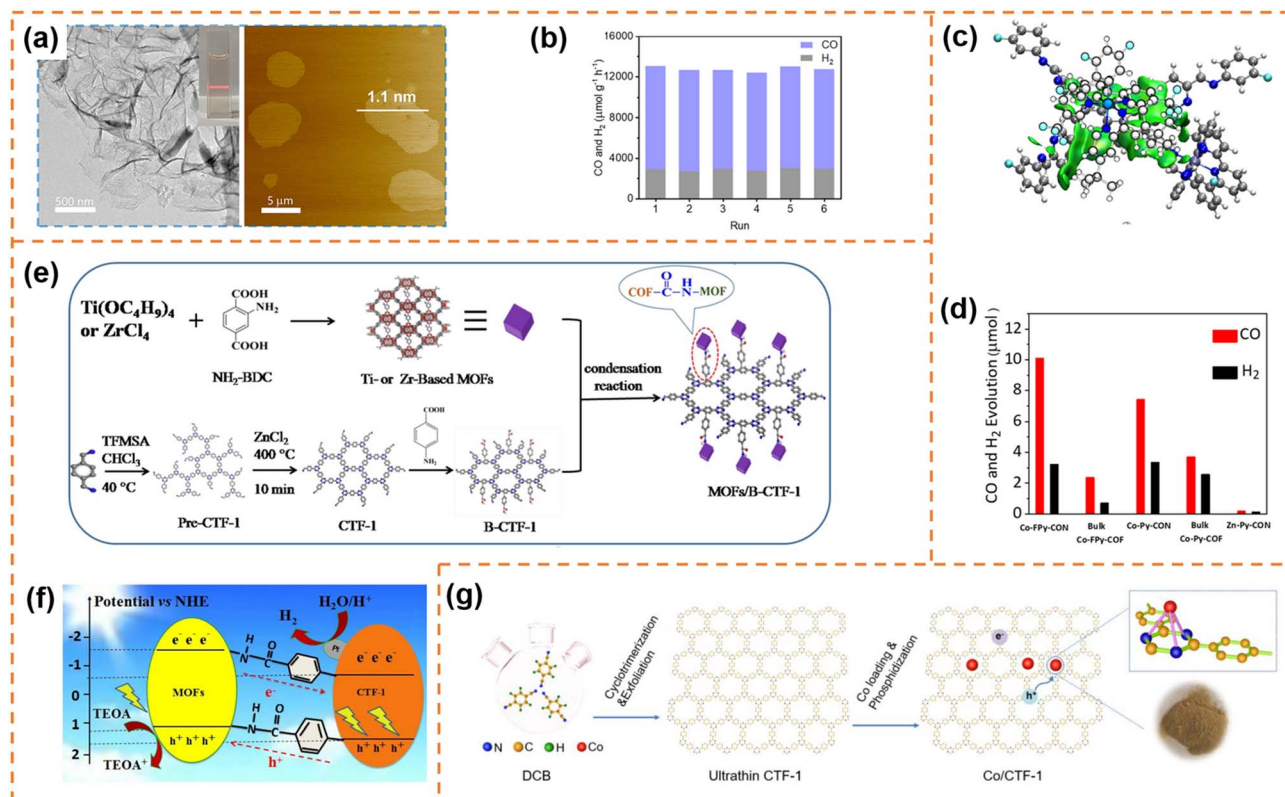 (a)
500 nm
5 μm
1.1 nm
(b)
CO and H₂ (μmol g⁻¹ h⁻¹)
16000
12000
8000
4000
0
CO
H₂
1 2 3 4 5 6
Run
(c)
(d)
CO and H₂ Evolution (μmol)
12
10
8
6
4
2
0
CO
H₂
Co-FPy-CON
Bulk
Co-FPy-COF
Co-Py-CON
Bulk
Co-Py-COF
Zn-Py-CON
(e)
Ti(OC₄H₉)₄
or ZrCl₄
+
COOH
NH₂
COOH
NH₂-BDC
Ti- or Zr-Based MOFs
condensation
reaction
O H
COF-C-N-MOF
MOFs/B-CTF-1
TFMSA
CHCl₃
40 °C
Pre-CTF-1
ZnCl₂
400 °C
10 min
CTF-1
COOH
NH₂
B-CTF-1
(f)
Potential vs NHE
-2
-1
0
1
2
e⁻ e⁻ e⁻
MOFs
h⁺ h⁺ h⁺
TEOA
TEOA⁺
H O
N C
e⁻
H O
N C
h⁺
H₂
H₂O/H⁺
Pt
e⁻ e⁻ e⁻
CTF-1
h⁺ h⁺ h⁺
(g)
N C H Co
DCB
Cyclotrimerization
&Exfoliation
Ultrathin CTF-1
Co loading &
Phosphidization
e⁻
h⁺
Co/CTF-1